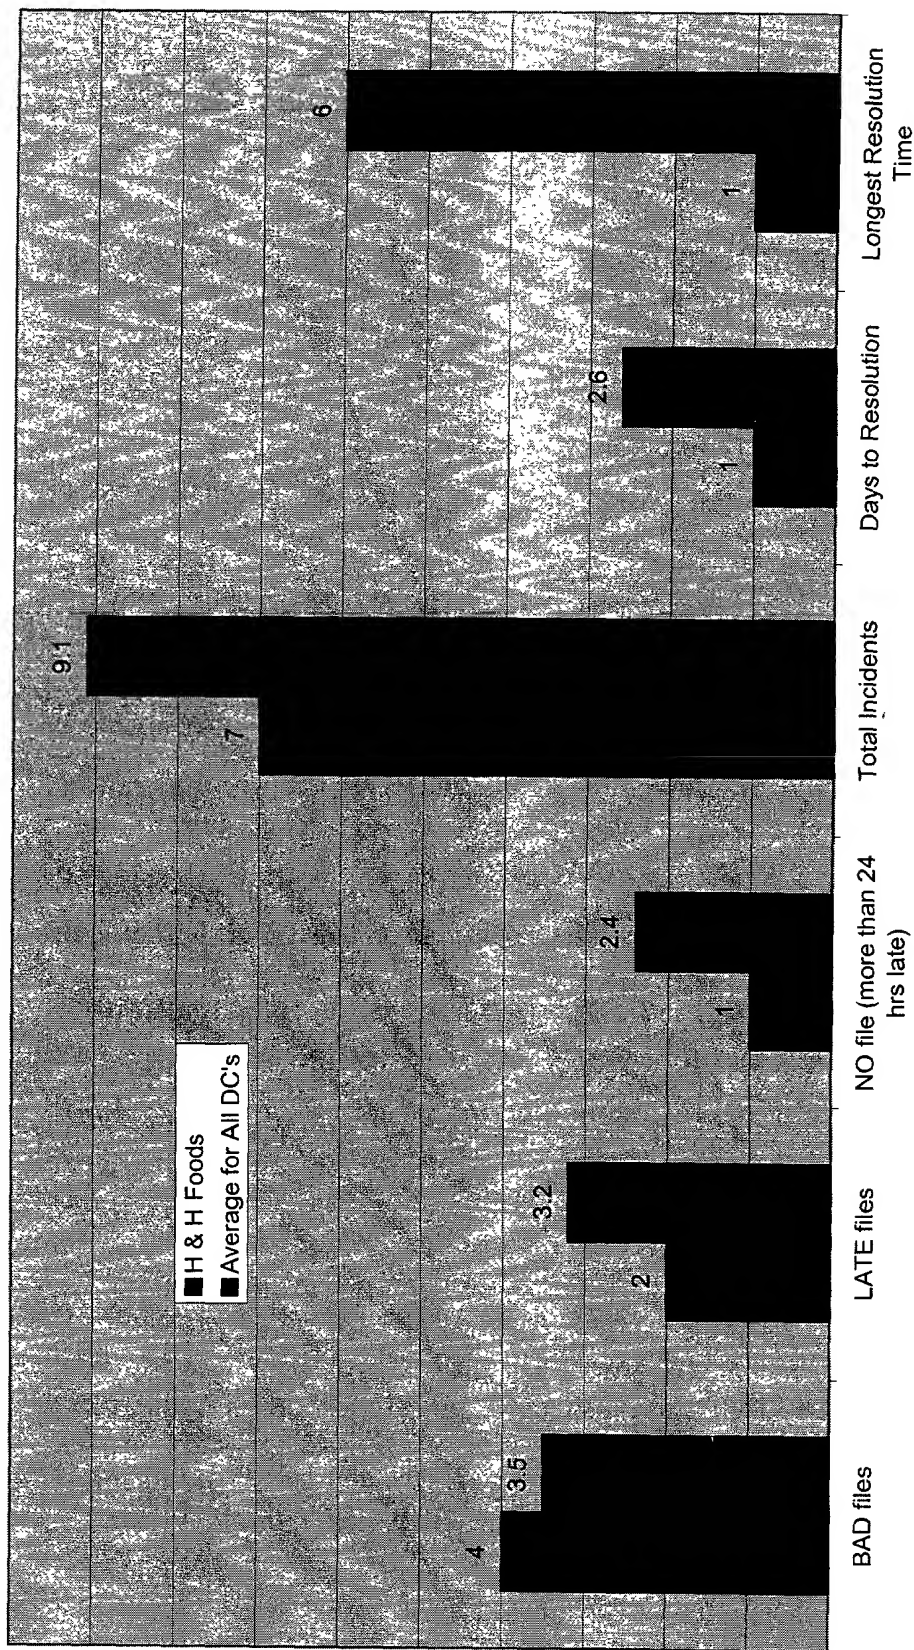 H & H Foods
Average for All DC's
4
3.5
2
3.2
1
2.4
7
9.1
1
2.6
1
6
BAD files
LATE files
NO file (more than 24
hrs late)
Total Incidents
Days to Resolution
Longest Resolution
Time